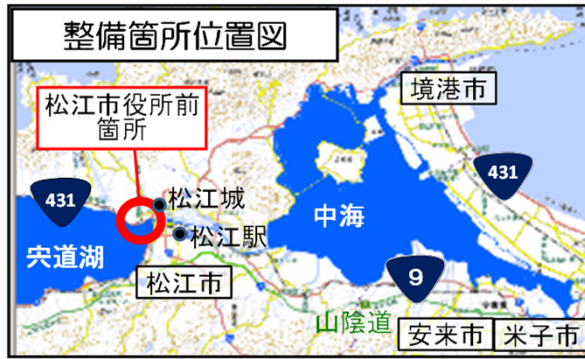 整備箇所位置図
松江市役所前
箇所
境港市
431
431
松江城
中海
松江駅
宍道湖
9
松江市
山陰道
安来市
米子市